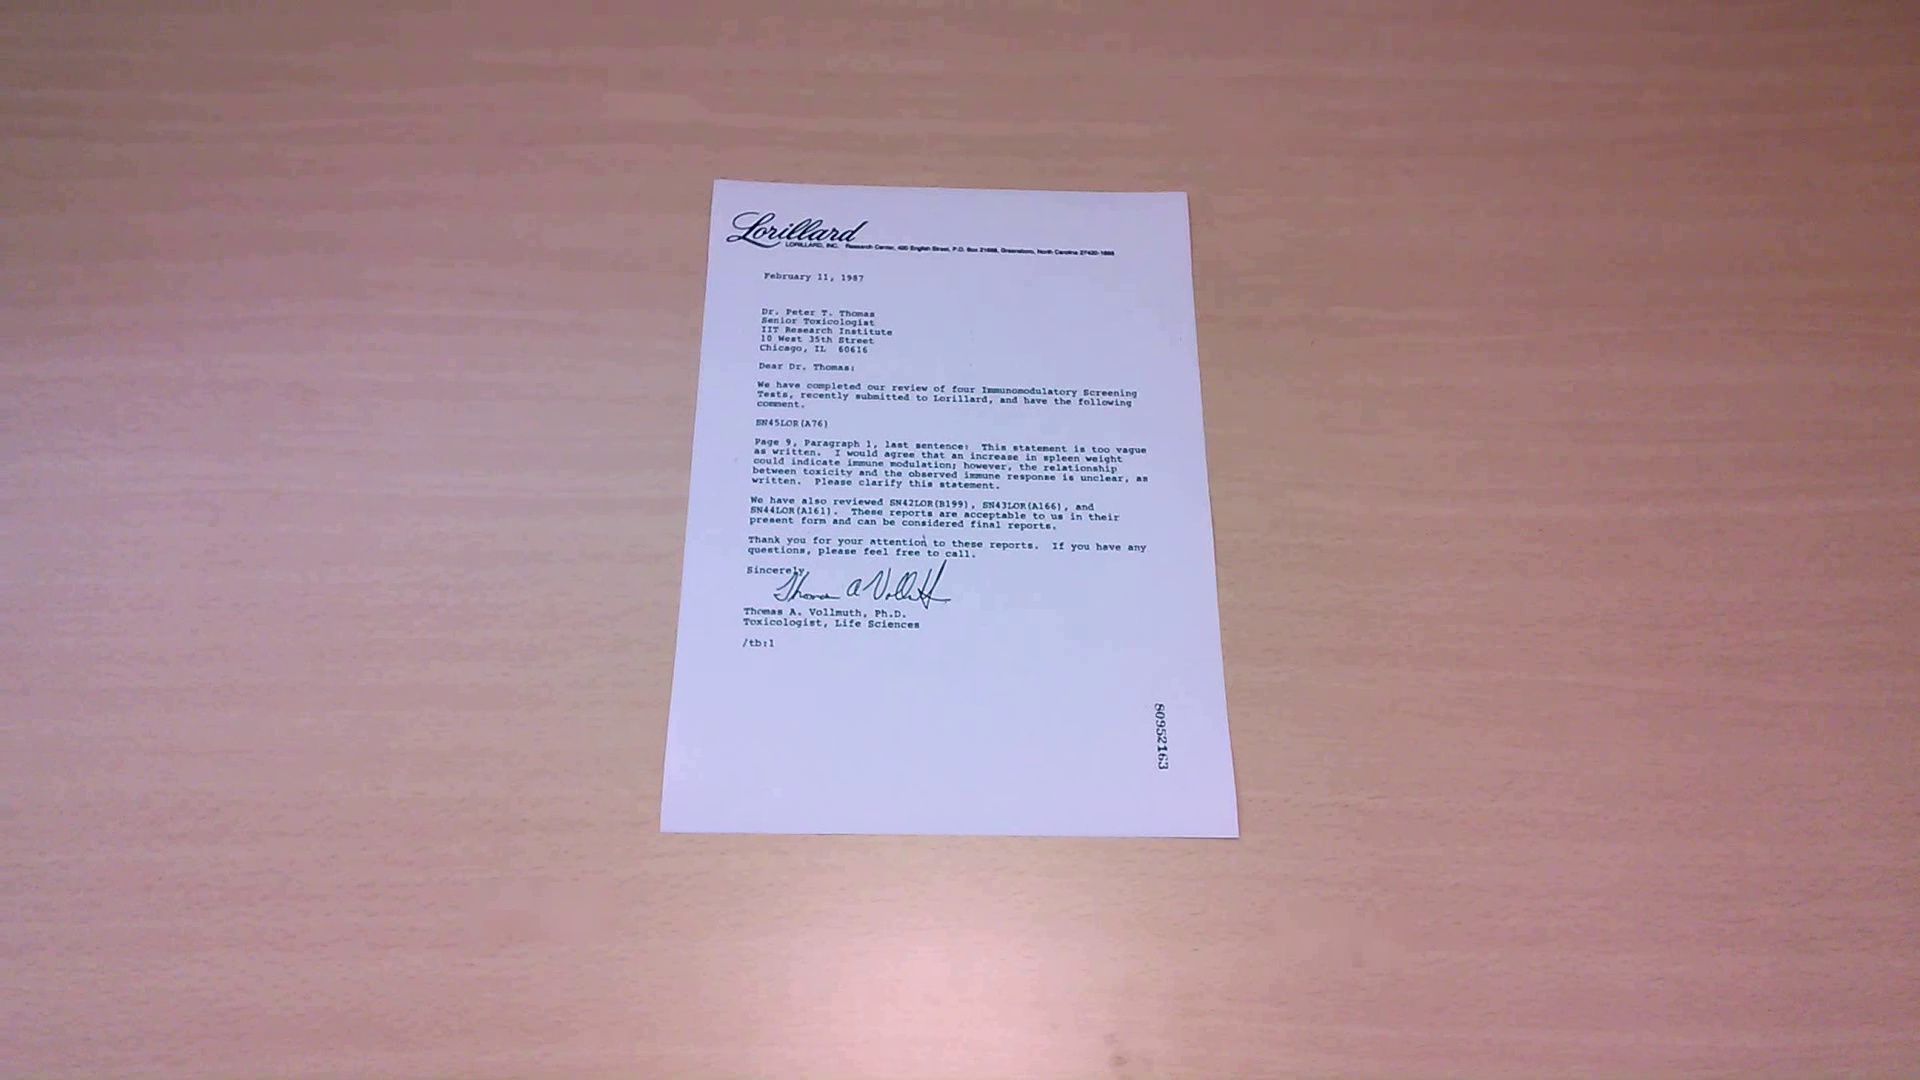 Lorillard
LORILLARD, INC. Research Center, 420 English Street, P.O. Box 21688, Greensboro, North Carolina 27420-1688
February 11, 1987
Dr. Peter T. Thomas
Senior Toxicologist
IIT Research Institute
10 West 35th Street
Chicago, IL 60616
Dear Dr. Thomas:
We have completed our review of four Immunomodulatory Screening
Tests, recently submitted to Lorillard, and have the following
comment.
SN45LOR(A76)
Page 9, Paragraph 1, last sentence: This statement is too vague
as written. I would agree that an increase in spleen weight
could indicate immune modulation; however, the relationship
between toxicity and the observed immune response is unclear, as
written. Please clarify this statement.
We have also reviewed SN42LOR(B199), SN43LOR(A166), and
SN44LOR(A161). These reports are acceptable to us in their
present form and can be considered final reports.
Thank you for your attention to these reports. If you have any
questions, please feel free to call.
Sincerely,
Thomas A. Vollmuth, Ph.D.
Toxicologist, Life Sciences
/tb:1
80952163